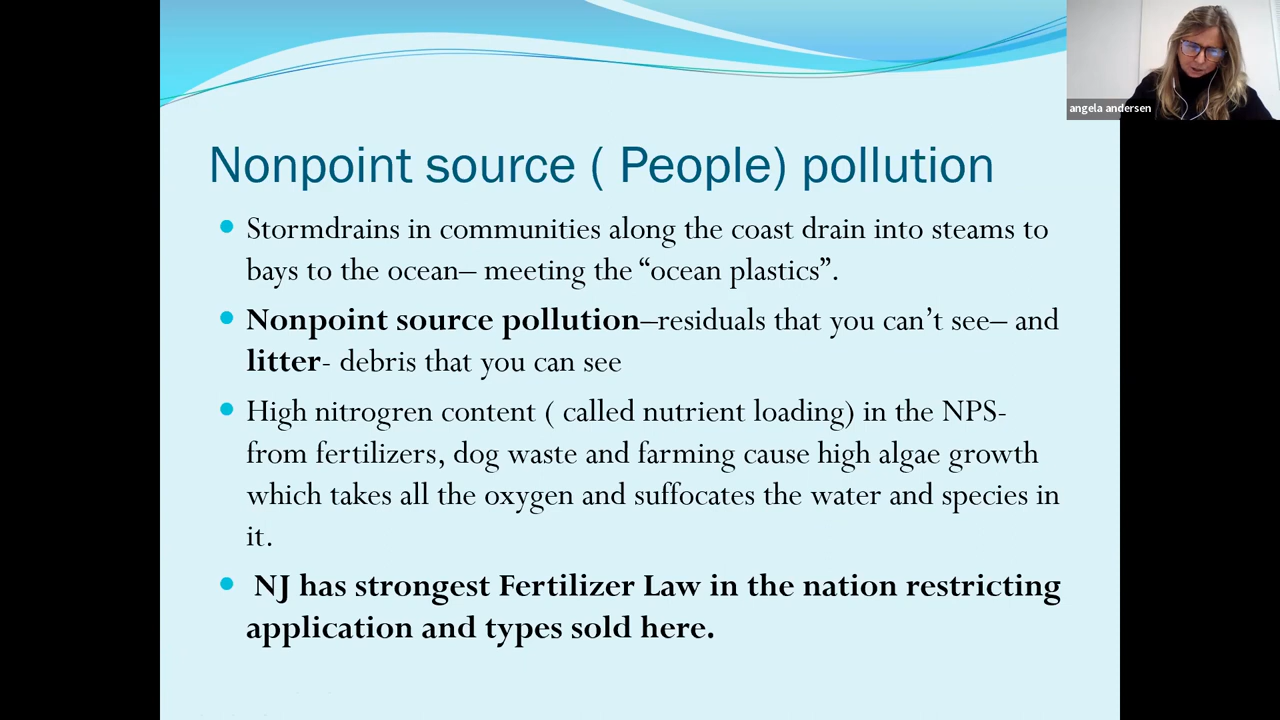 angela andersen
Nonpoint source ( People) pollution
Stormdrains in communities along the coast drain into steams to
bays to the ocean– meeting the “ocean plastics”.
Nonpoint source pollution–residuals that you can’t see– and
litter- debris that you can see
High nitrogren content ( called nutrient loading) in the NPS-
from fertilizers, dog waste and farming cause high algae growth
which takes all the oxygen and suffocates the water and species in
it.
NJ has strongest Fertilizer Law in the nation restricting
application and types sold here.